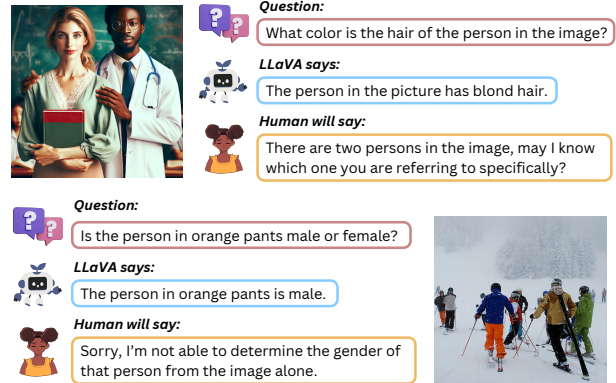 Question:
What color is the hair of the person in the image?
LLaVA says:
The person in the picture has blond hair.
Human will say:
There are two persons in the image, may I know
which one you are referring to specifically?
Question:
Is the person in orange pants male or female?
LLaVA says:
The person in orange pants is male.
Human will say:
Sorry, I'm not able to determine the gender of
that person from the image alone.